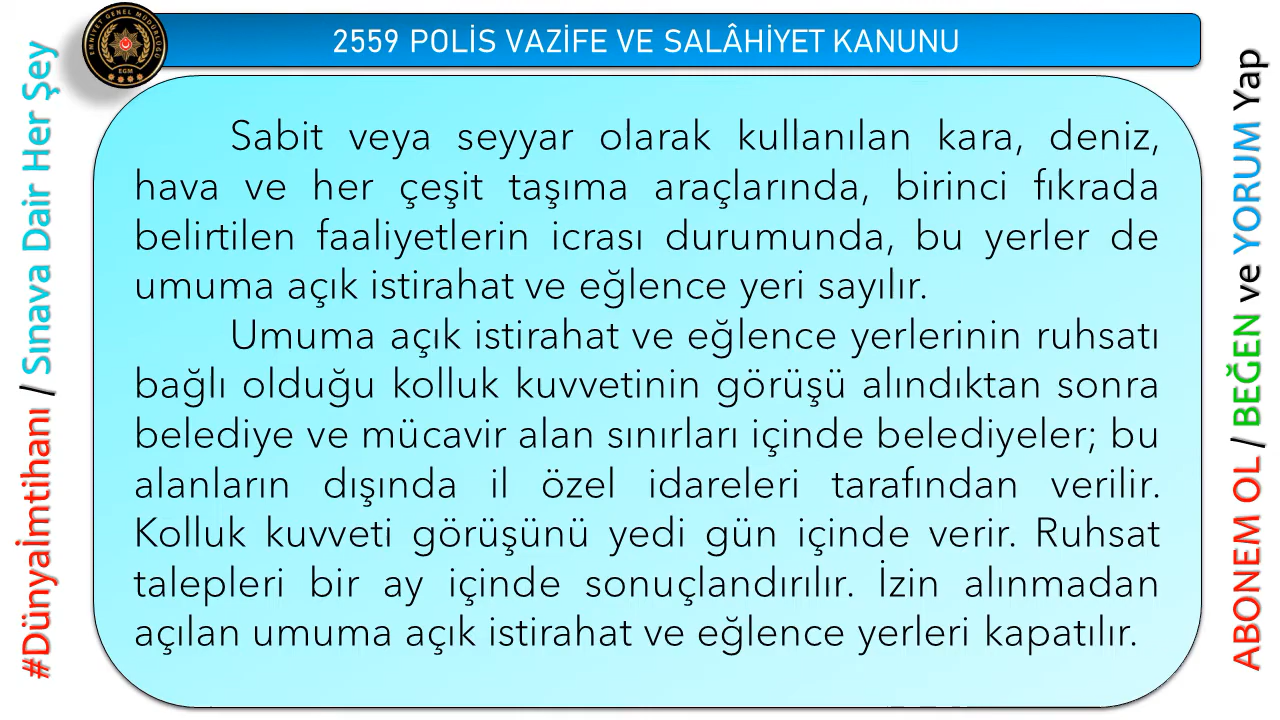 2559 POLİS VAZİFE VE SALÂHİYET KANUNU
EMNİYET GENEL MÜDÜRLÜĞÜ
EGM
#Dünyaİmtihanı / Sınava Dair Her Şey
Sabit veya seyyar olarak kullanılan kara, deniz,
hava ve her çeşit taşıma araçlarında, birinci fıkrada
belirtilen faaliyetlerin icrası durumunda, bu yerler de
umuma açık istirahat ve eğlence yeri sayılır.
Umuma açık istirahat ve eğlence yerlerinin ruhsatı
bağlı olduğu kolluk kuvvetinin görüşü alındıktan sonra
belediye ve mücavir alan sınırları içinde belediyeler; bu
alanların dışında il özel idareleri tarafından verilir.
Kolluk kuvveti görüşünü yedi gün içinde verir. Ruhsat
talepleri bir ay içinde sonuçlandırılır. İzin alınmadan
açılan umuma açık istirahat ve eğlence yerleri kapatılır.
ABONEM OL / BEĞEN ve YORUM Yap